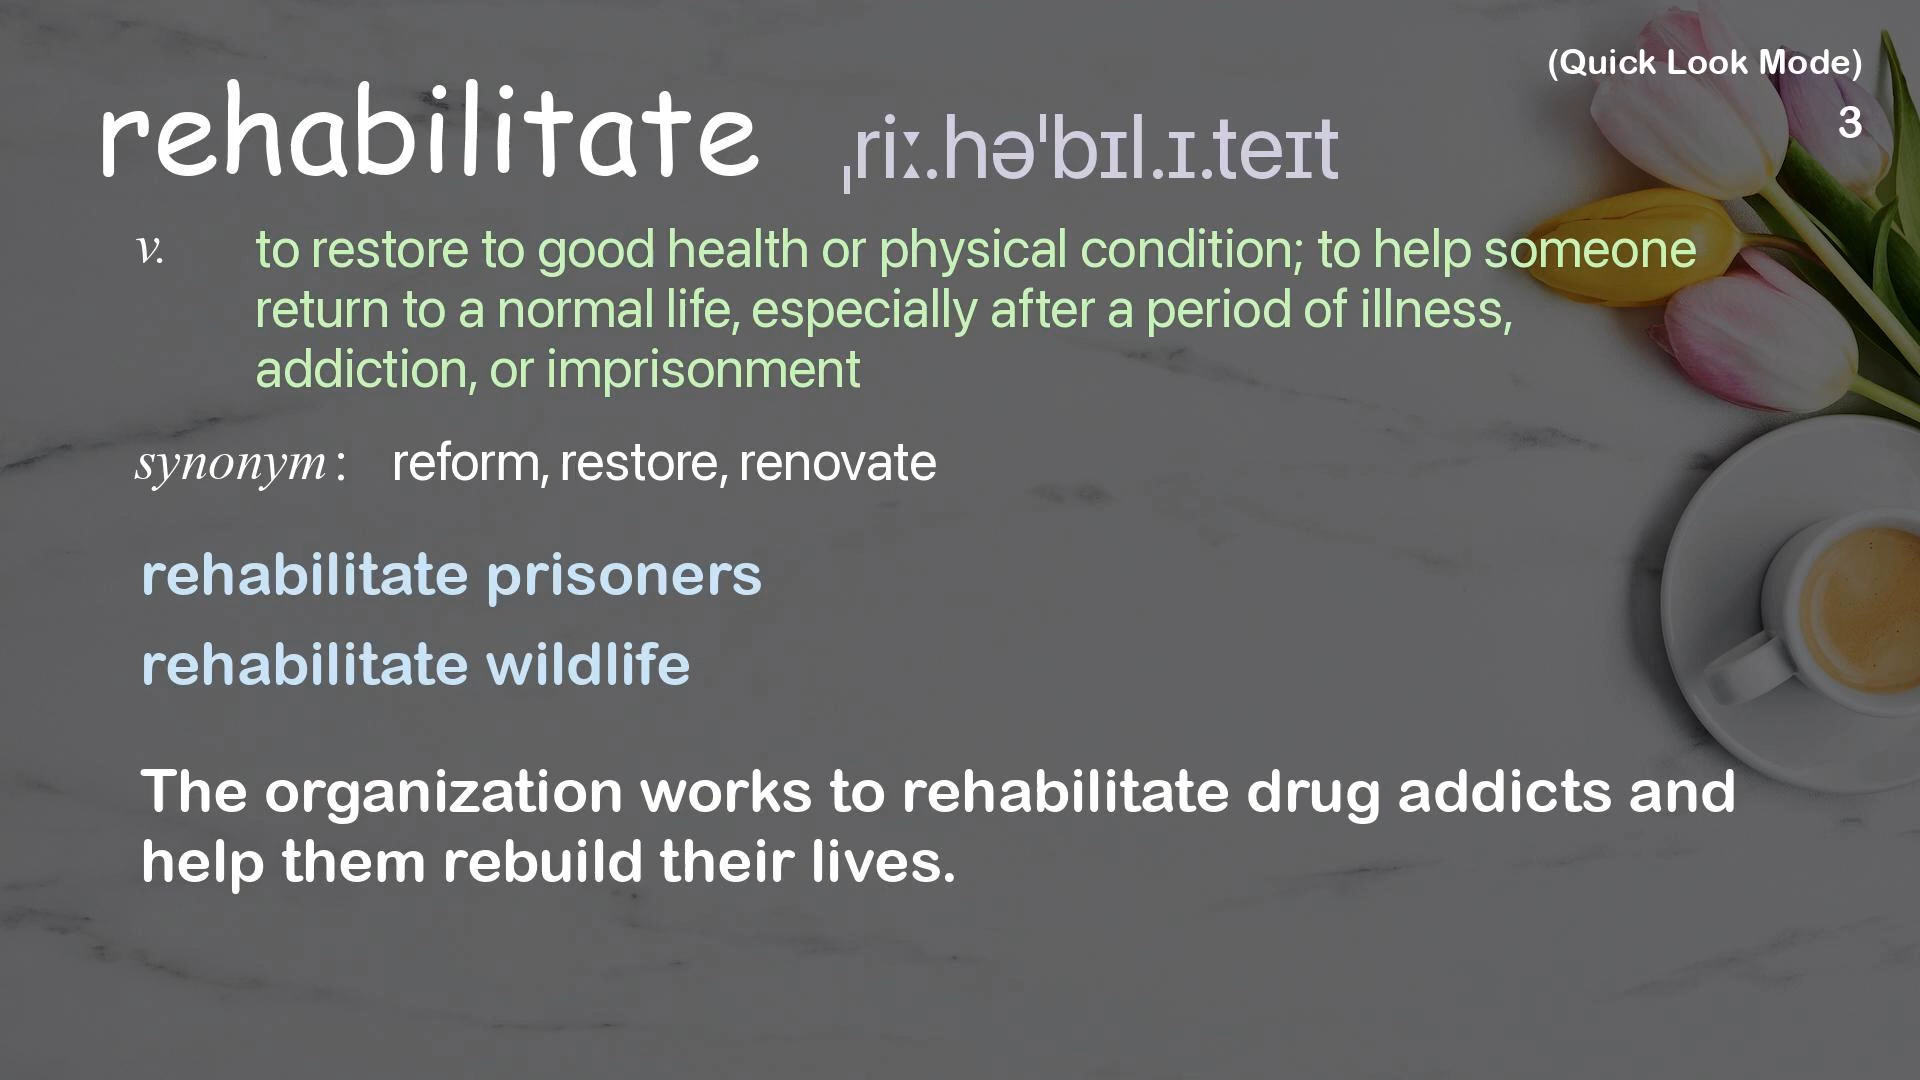 (Quick Look Mode)
3
rehabilitate ˌriː.həˈbɪl.ɪ.teɪt
v. to restore to good health or physical condition; to help someone
return to a normal life, especially after a period of illness,
addiction, or imprisonment
synonym: reform, restore, renovate
rehabilitate prisoners
rehabilitate wildlife
The organization works to rehabilitate drug addicts and
help them rebuild their lives.